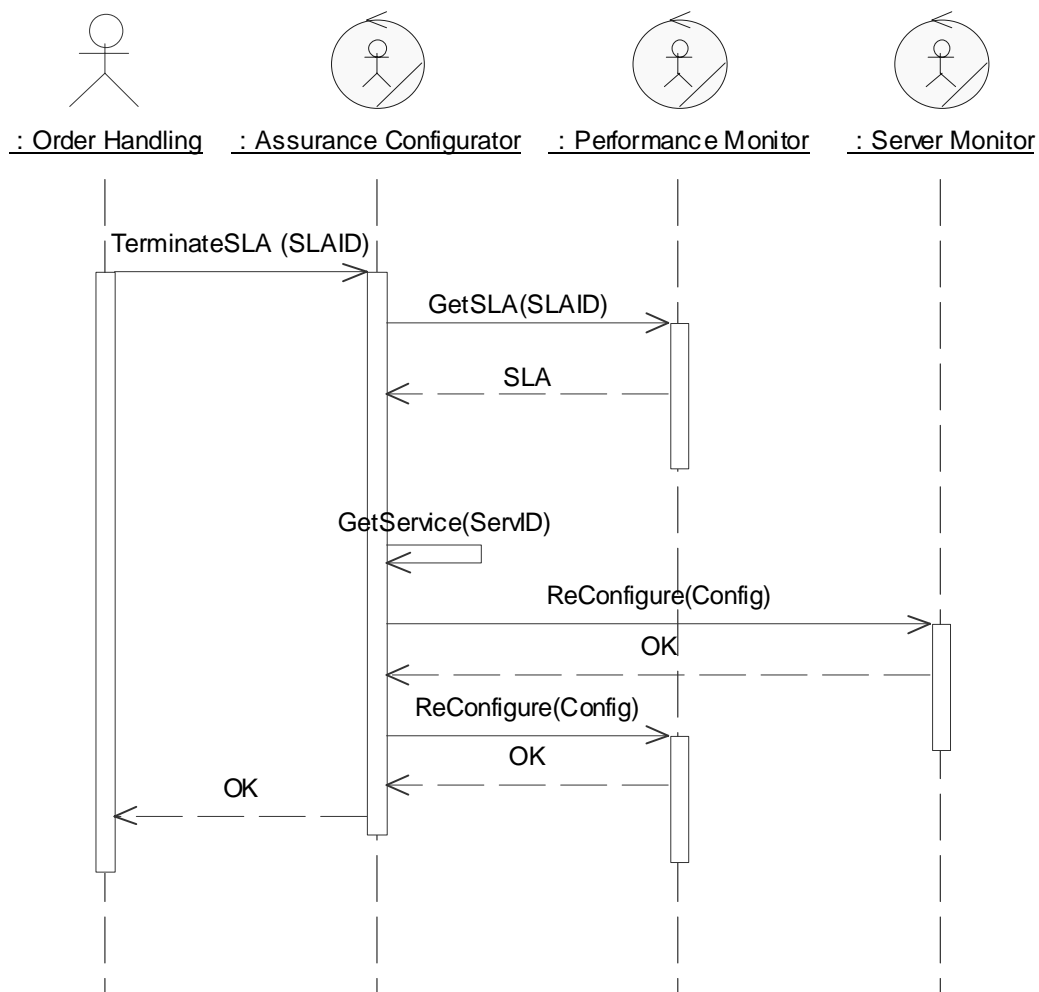 : Order Handling
: Assurance Configurator
: Performance Monitor
: Server Monitor
TerminateSLA (SLAID)
GetSLA(SLAID)
SLA
GetService(ServID)
ReConfigure(Config)
OK
ReConfigure(Config)
OK
OK